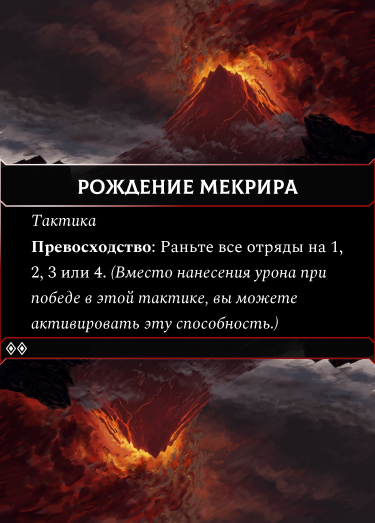 РОЖДЕНИЕ МЕКРИРА
Тактика
Превосходство: Раньте все отряды на 1,
2, 3 или 4. (Вместо нанесения урона при
победе в этой тактике, вы можете
активировать эту способность.)